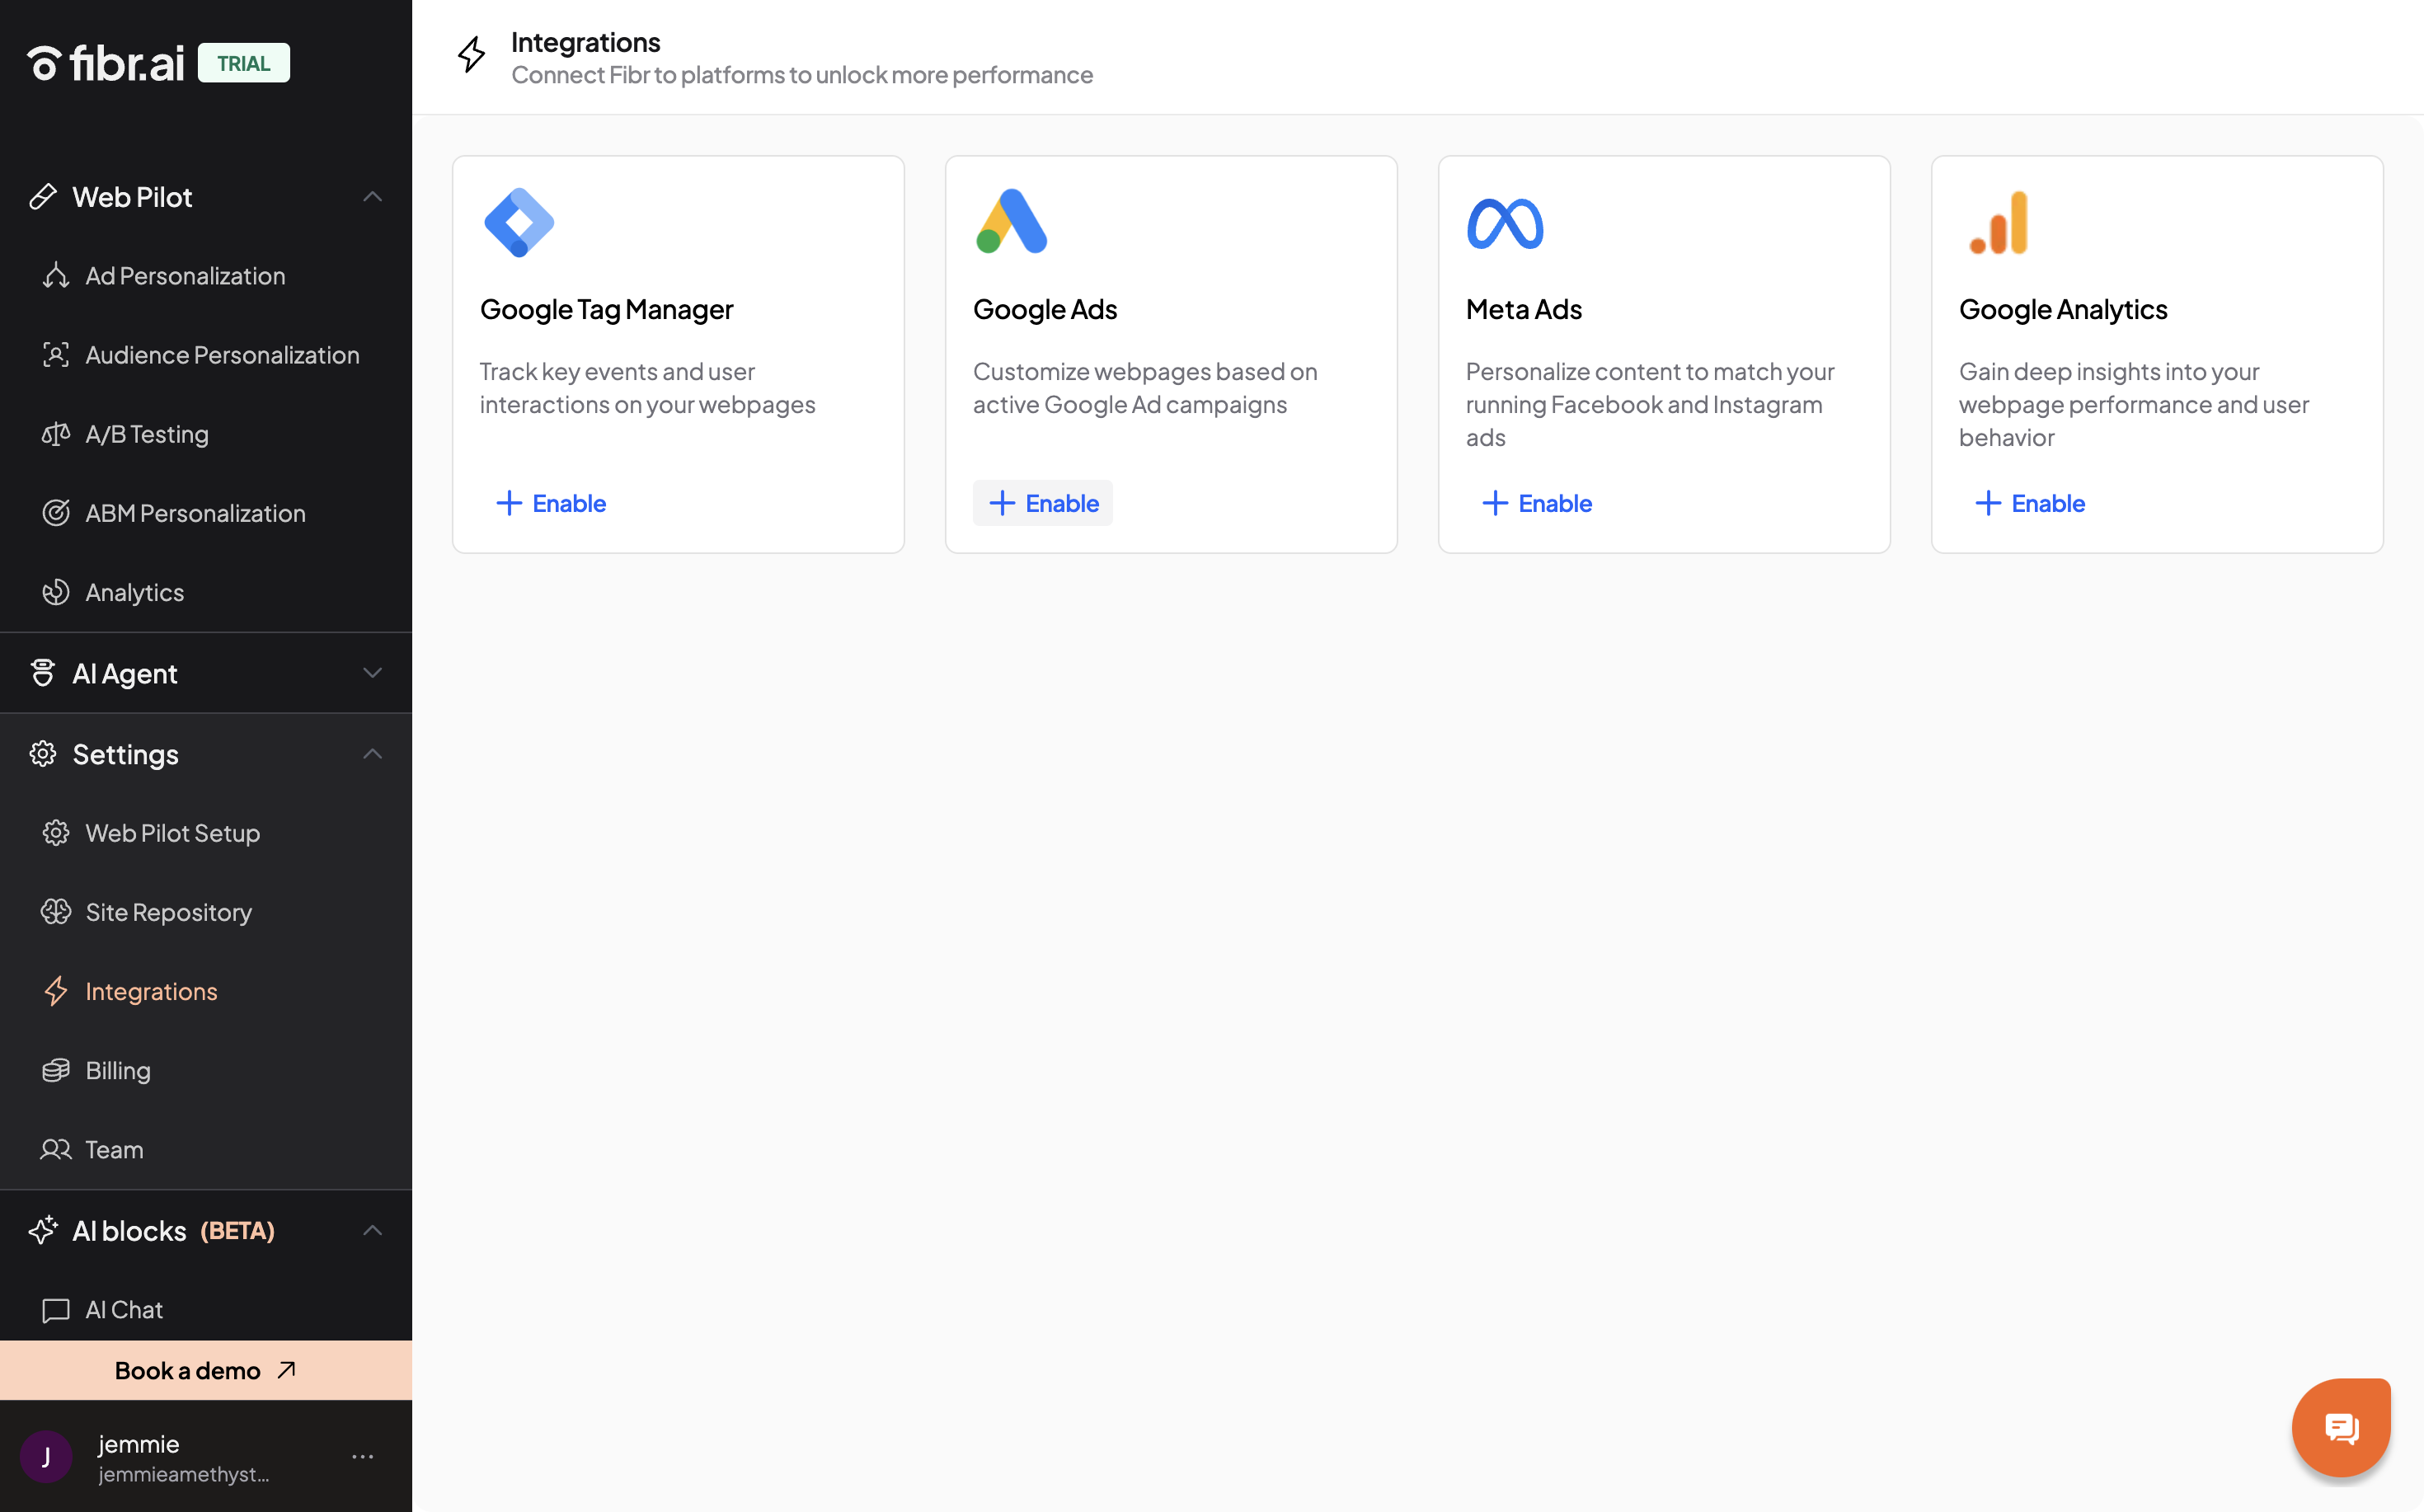 fibr.ai TRIAL
Web Pilot
Ad Personalization
Audience Personalization
A/B Testing
ABM Personalization
Analytics
AI Agent
Settings
Web Pilot Setup
Site Repository
Integrations
Billing
Team
AI blocks (BETA)
AI Chat
Book a demo
J
jemmie
jemmieamethyst...
Integrations
Connect Fibr to platforms to unlock more performance
Google Tag Manager
Track key events and user
interactions on your webpages
Enable
Google Ads
Customize webpages based on
active Google Ad campaigns
Enable
Meta Ads
Personalize content to match your
running Facebook and Instagram
ads
Enable
Google Analytics
Gain deep insights into your
webpage performance and user
behavior
Enable